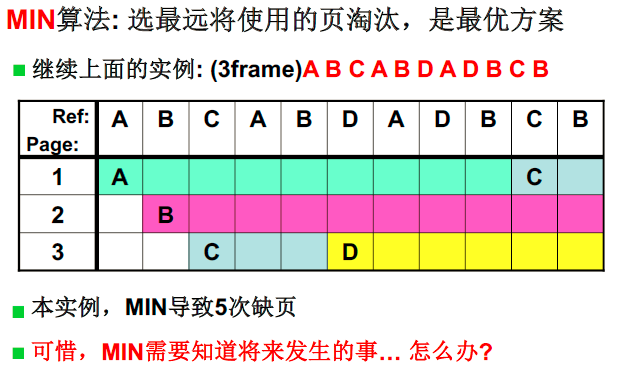 MIN算法: 选最远将使用的页淘汰，是最优方案
继续上面的实例: (3frame)A B C A B D A D B C B
Ref: A B C A B D A D B C B
Page:
1 A C
2 B
3 C D
本实例，MIN导致5次缺页
可惜，MIN需要知道将来发生的事… 怎么办?